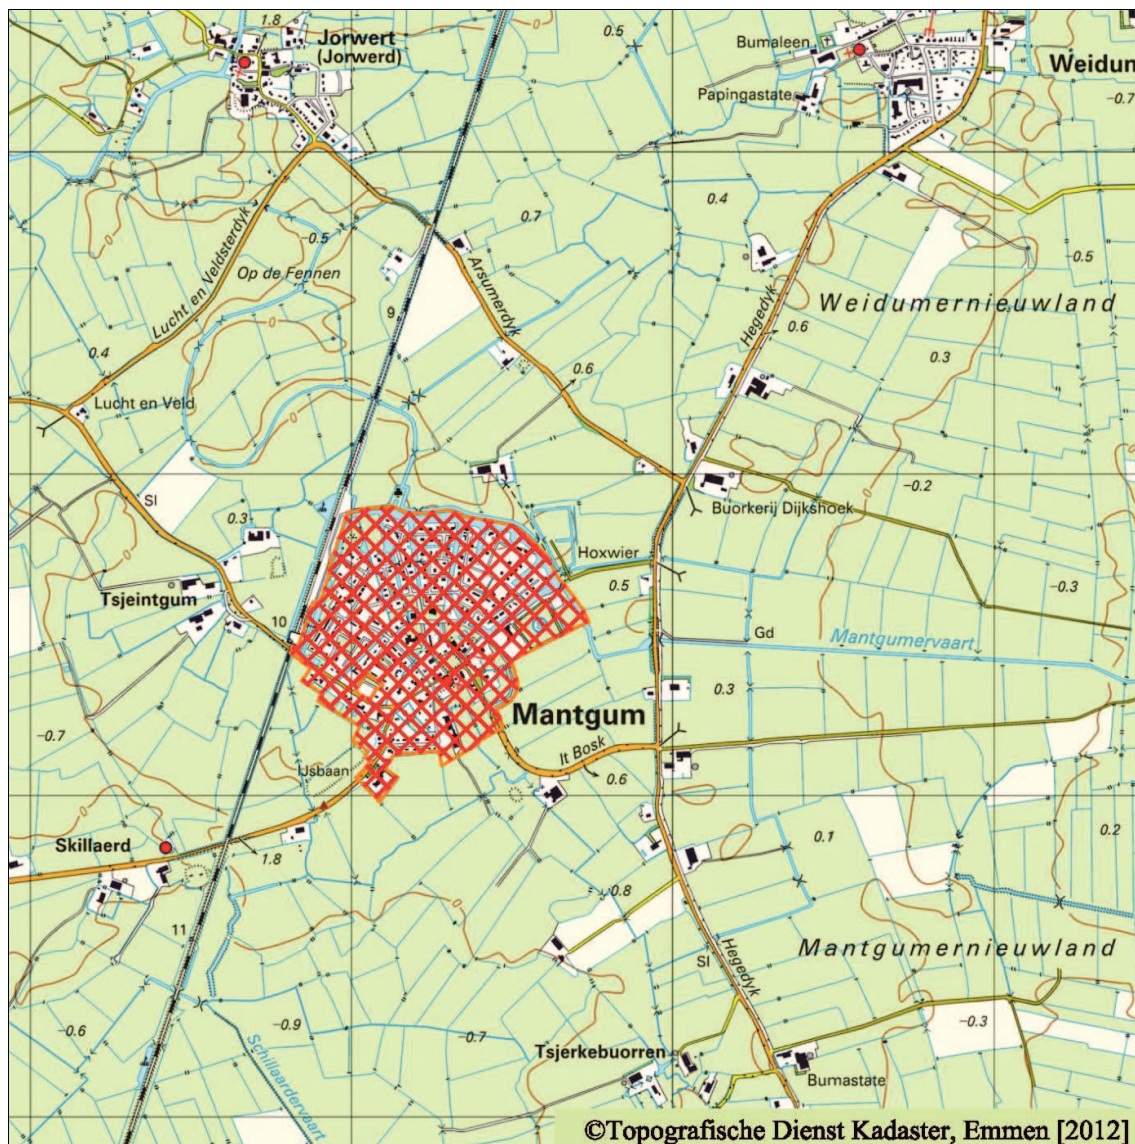 1.8
Jorwert
(Jorwerd)
0.5
Bumaleen
Weidum
Papingastate
-0.7
0.4
0.7
-0.5
Op de Fennen
Lucht en Veldsterdyk
Arsumerdyk
9
-0.5
Weidumernieuwland
Hegedyk
0.6
0.3
0.4
0.6
Lucht en Veld
Sl
-0.2
0.3
Buorkerij Dijkshoek
Hoxwier
0.5
-0.3
Tsjeintgum
10
Gd
Mantgumervaart
0.3
Mantgum
-0.7
It Bosk
0.6
IJsbaan
0.1
0.2
Skillaerd
1.8
-0.8
11
Hegedyk
Sl
Mantgumernieuwland
-0.6
-0.9
-0.7
-0.3
Schillaardervaart
Tsjerkebuorren
Bumastate
©Topografische Dienst Kadaster, Emmen [2012]